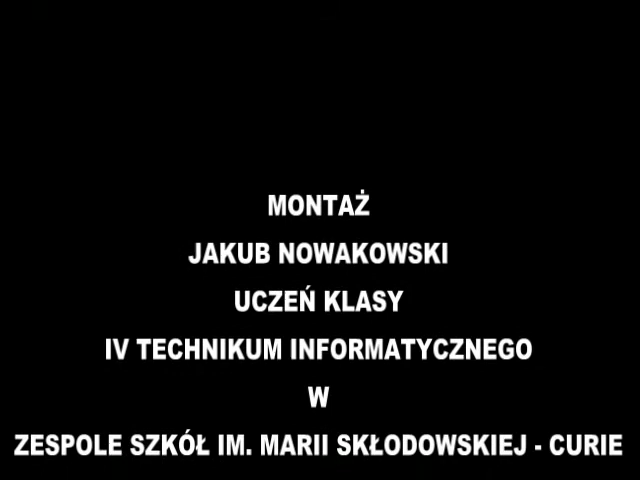 MONTAŻ
JAKUB NOWAKOWSKI
UCZEŃ KLASY
IV TECHNIKUM INFORMATYCZNEGO
W
ZESPOLE SZKÓŁ IM. MARII SKŁODOWSKIEJ - CURIE